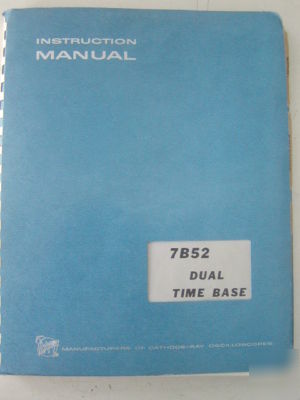 INSTRUCTION
MANUAL
7B52
DUAL
TIME BASE
MANUFACTURERS OF CATHODE-RAY OSCILLOSCOPES